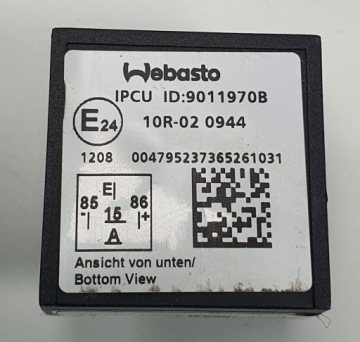 Webasto
IPCU ID:9011970B
E24 10R-02 0944
1208 004795237365261031
E
85 15 86
- +
A
Ansicht von unten/
Bottom View